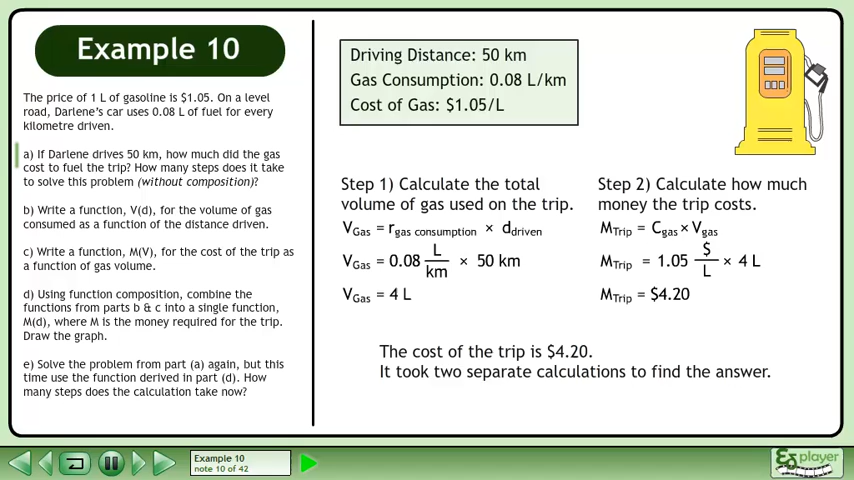 Example 10
The price of 1 L of gasoline is $1.05. On a level
road, Darlene's car uses 0.08 L of fuel for every
kilometre driven.
a) If Darlene drives 50 km, how much did the gas
cost to fuel the trip? How many steps does it take
to solve this problem (without composition)?
b) Write a function, V(d), for the volume of gas
consumed as a function of the distance driven.
c) Write a function, M(V), for the cost of the trip as
a function of gas volume.
d) Using function composition, combine the
functions from parts b & c into a single function,
M(d), where M is the money required for the trip.
Draw the graph.
e) Solve the problem from part (a) again, but this
time use the function derived in part (d). How
many steps does the calculation take now?
Driving Distance: 50 km
Gas Consumption: 0.08 L/km
Cost of Gas: $1.05/L
Step 1) Calculate the total
volume of gas used on the trip.
VGas = rgas consumption × ddriven
VGas = 0.08 L/km × 50 km
VGas = 4 L
Step 2) Calculate how much
money the trip costs.
MTrip = Cgas × Vgas
MTrip = 1.05 $/L × 4 L
MTrip = $4.20
The cost of the trip is $4.20.
It took two separate calculations to find the answer.
Example 10
note 10 of 42
player